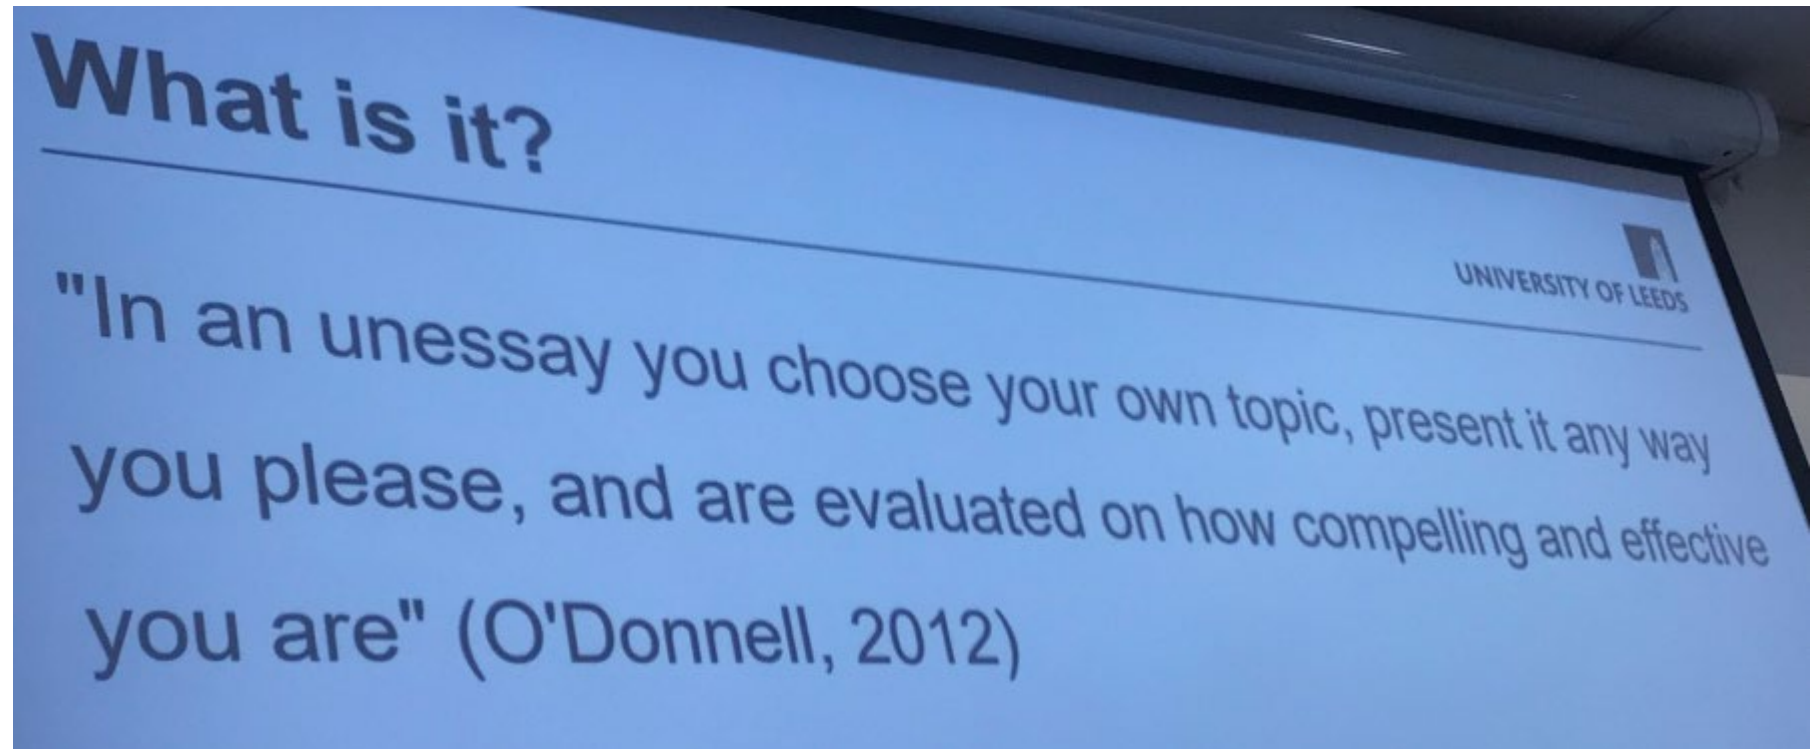 What is it?
UNIVERSITY OF LEEDS
"In an unessay you choose your own topic, present it any way
you please, and are evaluated on how compelling and effective
you are" (O'Donnell, 2012)